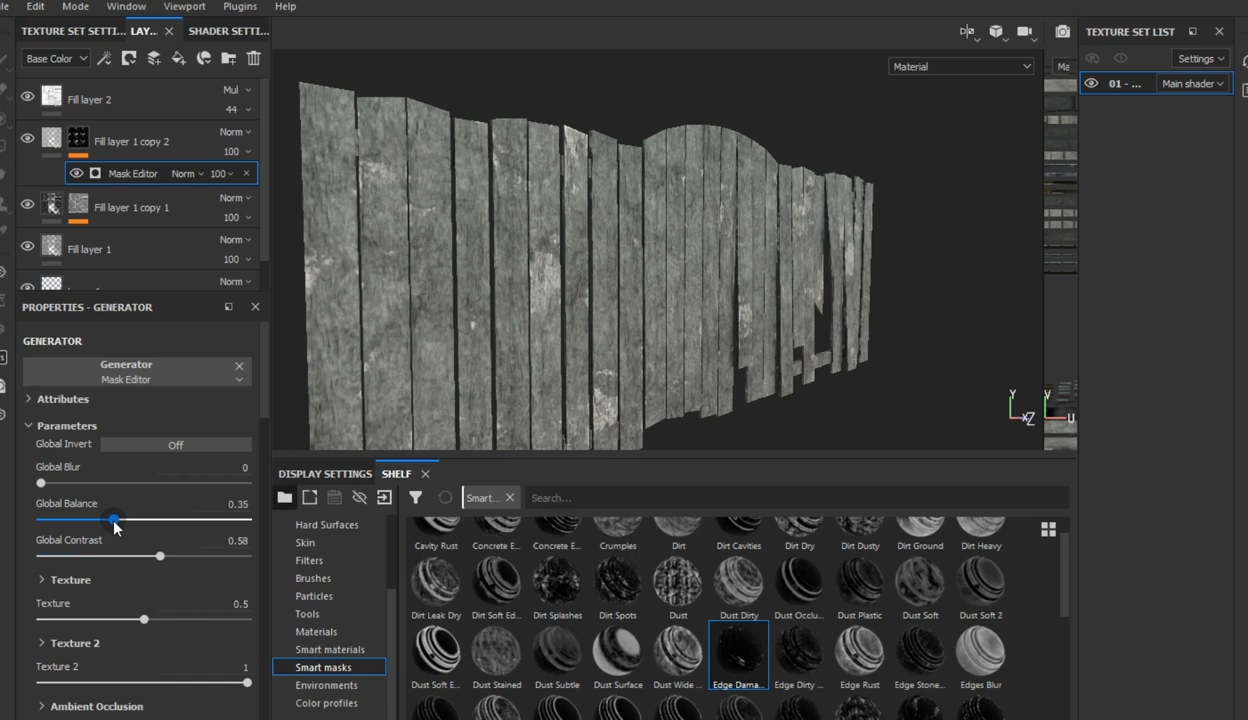 le Edit Mode Window Viewport Plugins Help
TEXTURE SET SETTI... LAY... SHADER SETTI...
Base Color
Fill layer 2 Mul 44
Fill layer 1 copy 2 Norm 100
Mask Editor Norm 100
Fill layer 1 copy 1 Norm 100
Fill layer 1 Norm 100
Norm
PROPERTIES - GENERATOR
GENERATOR
Generator
Mask Editor
Attributes
Parameters
Global Invert Off
Global Blur 0
Global Balance 0.35
Global Contrast 0.58
Texture
Texture 0.5
Texture 2
Texture 2 1
Ambient Occlusion
Material
Ma
Y
Z
V
U
DISPLAY SETTINGS SHELF
Smart... Search...
Hard Surfaces
Skin
Filters
Brushes
Particles
Tools
Materials
Smart materials
Smart masks
Environments
Color profiles
Cavity Rust Concrete E... Concrete E... Crumples Dirt Dirt Cavities Dirt Dry Dirt Dusty Dirt Ground Dirt Heavy
Dirt Leak Dry Dirt Soft Ed... Dirt Splashes Dirt Spots Dust Dust Dirty Dust Occlu... Dust Plastic Dust Soft Dust Soft 2
Dust Soft E... Dust Stained Dust Subtle Dust Surface Dust Wide ... Edge Dama... Edge Dirty ... Edge Rust Edge Stone... Edges Blur
TEXTURE SET LIST
Settings
01 - ... Main shader